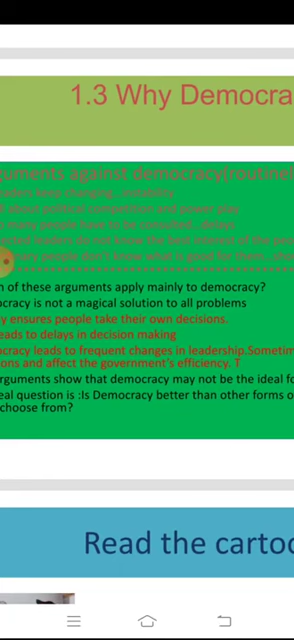 1.3 Why Democra
guments against democracy(routinel
eaders keep changing.. instability
t about political competition and power play
many people have to be consulted..delays
ected leaders do not know the best interest of the peo
nary people don't know what is good for them..
n of these arguments apply mainly to democracy?
ocracy is not a magical solution to all problems
y ensures people take their own decisions.
eads to delays in decision making
ocracy leads to frequent changes in leadership.Sometim
ons and affect the government's efficiency. T
rguments show that democracy may not be the ideal fo
eal question is :Is Democracy better than other forms o
choose from?
Read the cartoo